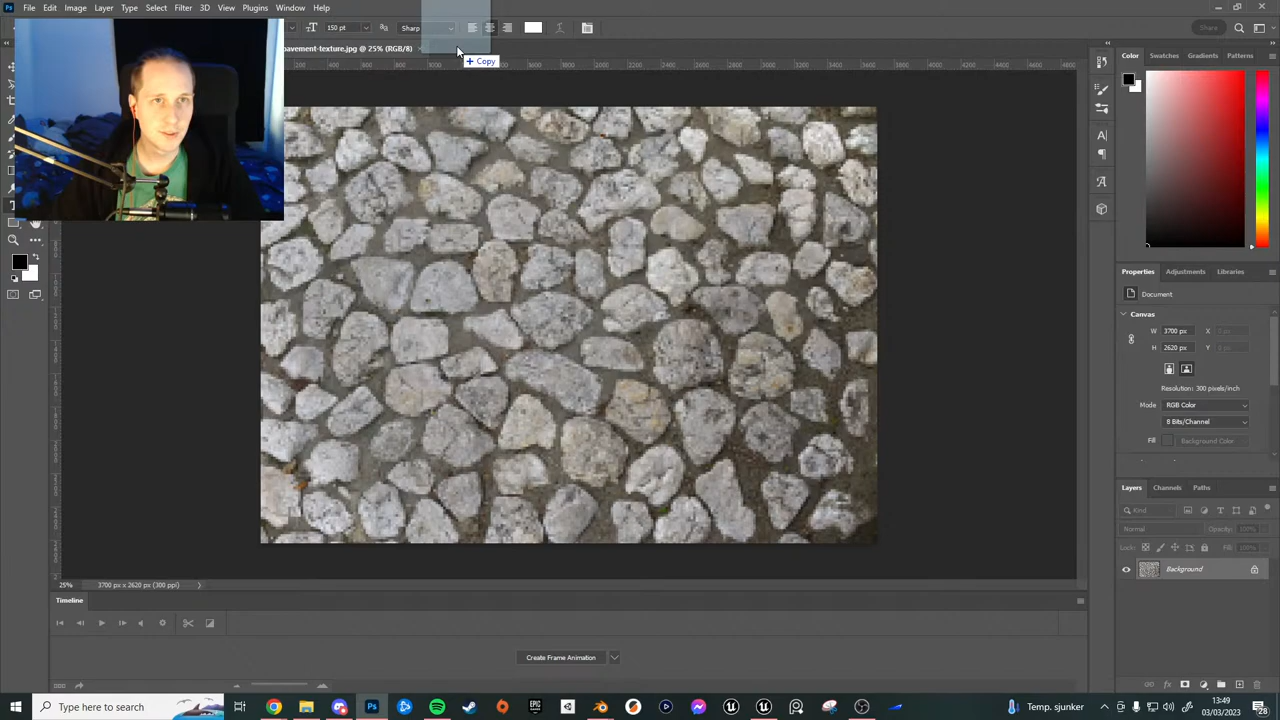 File Edit Image Layer Type Select Filter 3D View Plugins Window Help
150 pt Sharp Share
pavement-texture.jpg @ 25% (RGB/8)
Copy
Color Swatches Gradients Patterns
Properties Adjustments Libraries
Document
Canvas
W 3700 px X
H 2620 px Y
Resolution: 300 pixels/inch
Mode RGB Color
8 Bits/Channel
Fill Background Color
Layers Channels Paths
Kind
Normal Opacity: 100%
Lock: Fill: 100%
Background
25% 3700 px x 2620 px (300 ppi)
Timeline
Create Frame Animation
Type here to search
Temp. sjunker
13:49
03/03/2023